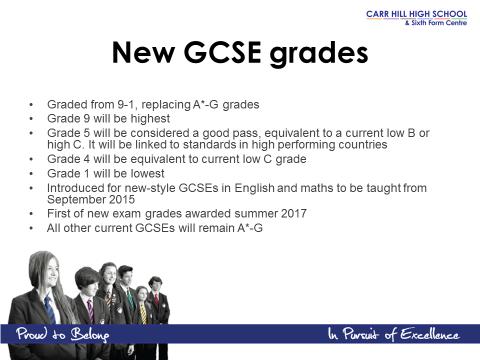 CARR HILL HIGH SCHOOL
& Sixth Form Centre
New GCSE grades
• Graded from 9-1, replacing A*-G grades
• Grade 9 will be highest
• Grade 5 will be considered a good pass, equivalent to a current low B or
high C. It will be linked to standards in high performing countries
• Grade 4 will be equivalent to current low C grade
• Grade 1 will be lowest
• Introduced for new-style GCSEs in English and maths to be taught from
September 2015
• First of new exam grades awarded summer 2017
• All other current GCSEs will remain A*-G
Proud to Belong
In Pursuit of Excellence